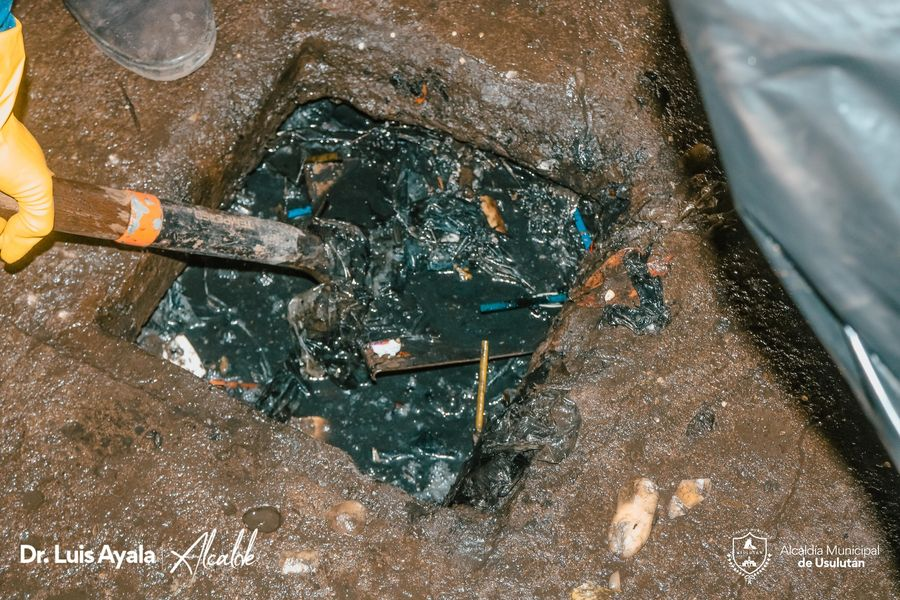 Dr. Luis Ayala Alcalde
Alcaldía Municipal
de Usulután